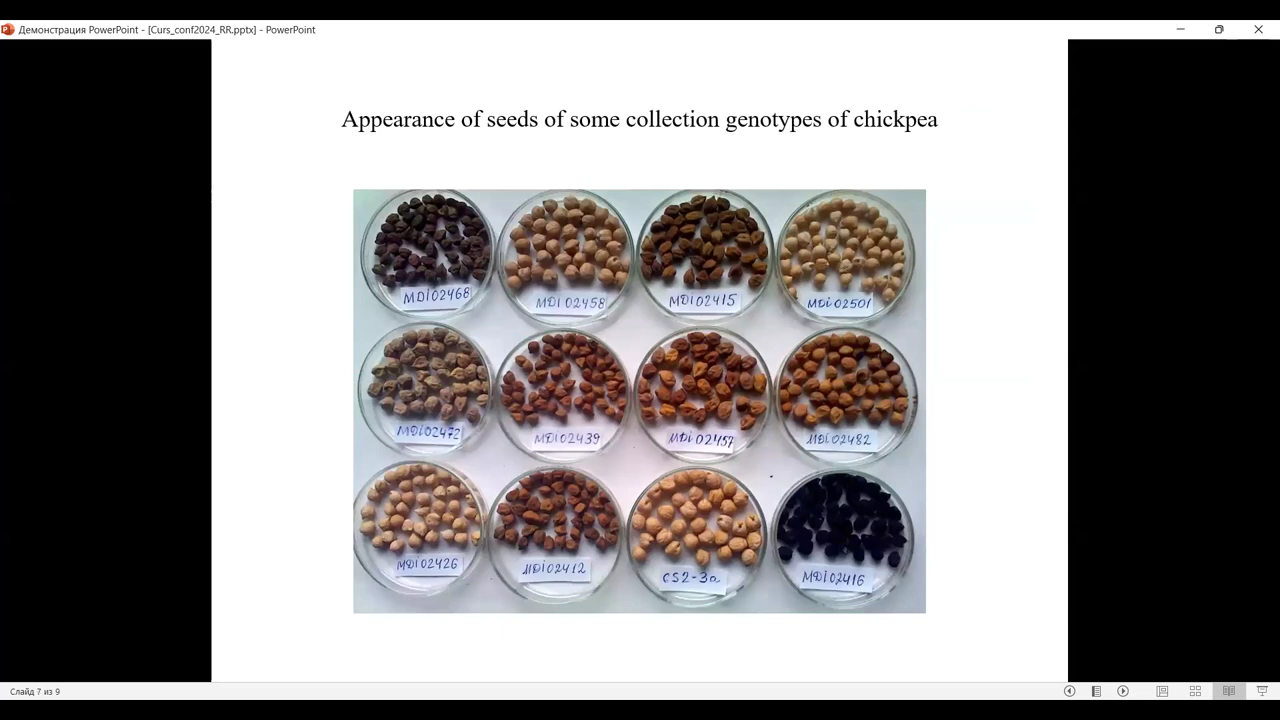 Демонстрация PowerPoint - [Curs_conf2024_RR.pptx] - PowerPoint
Appearance of seeds of some collection genotypes of chickpea
MDI02468 MDI02458 MDI02415 MDI02501
MDI02472 MDI02439 MDI02457 MDI02482
MDI02426 MDI02412 CS2-3a MDI02416
Слайд 7 из 9